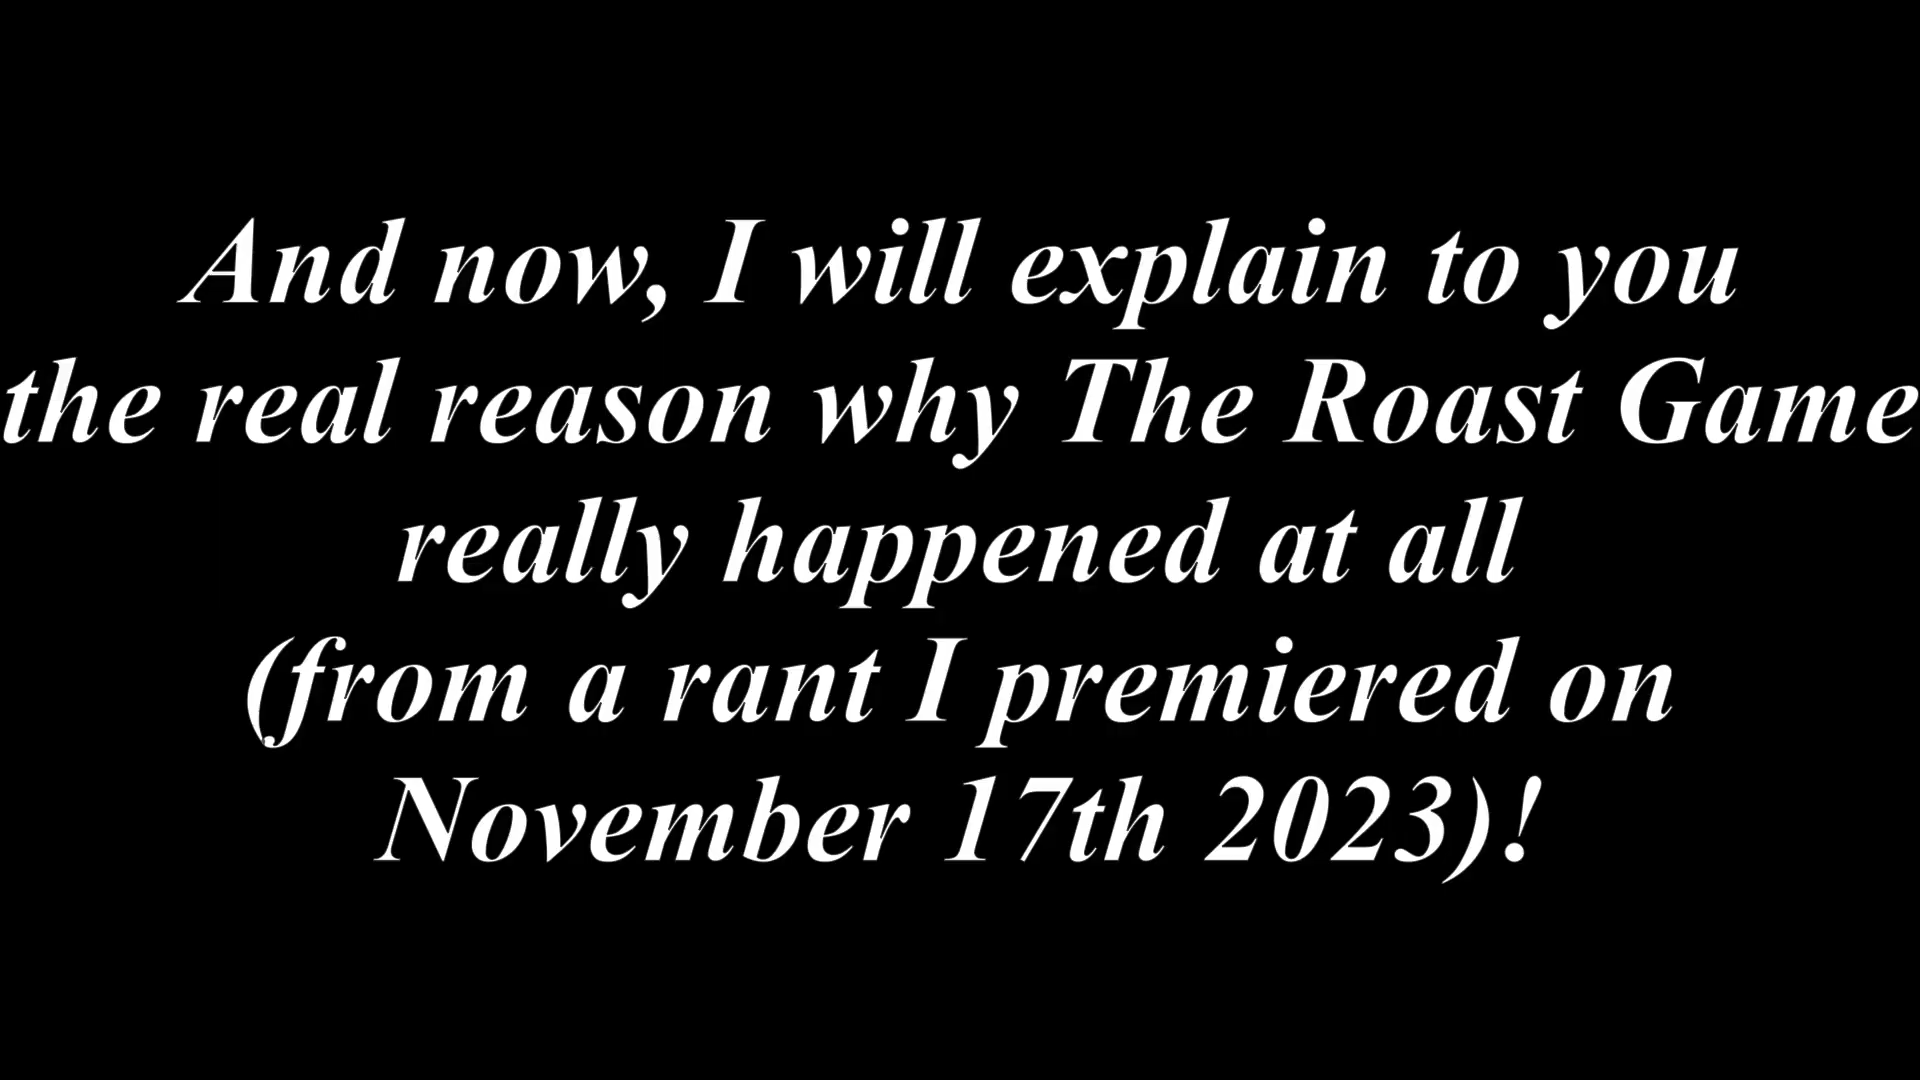 And now, I will explain to you
the real reason why The Roast Game
really happened at all
(from a rant I premiered on
November 17th 2023)!